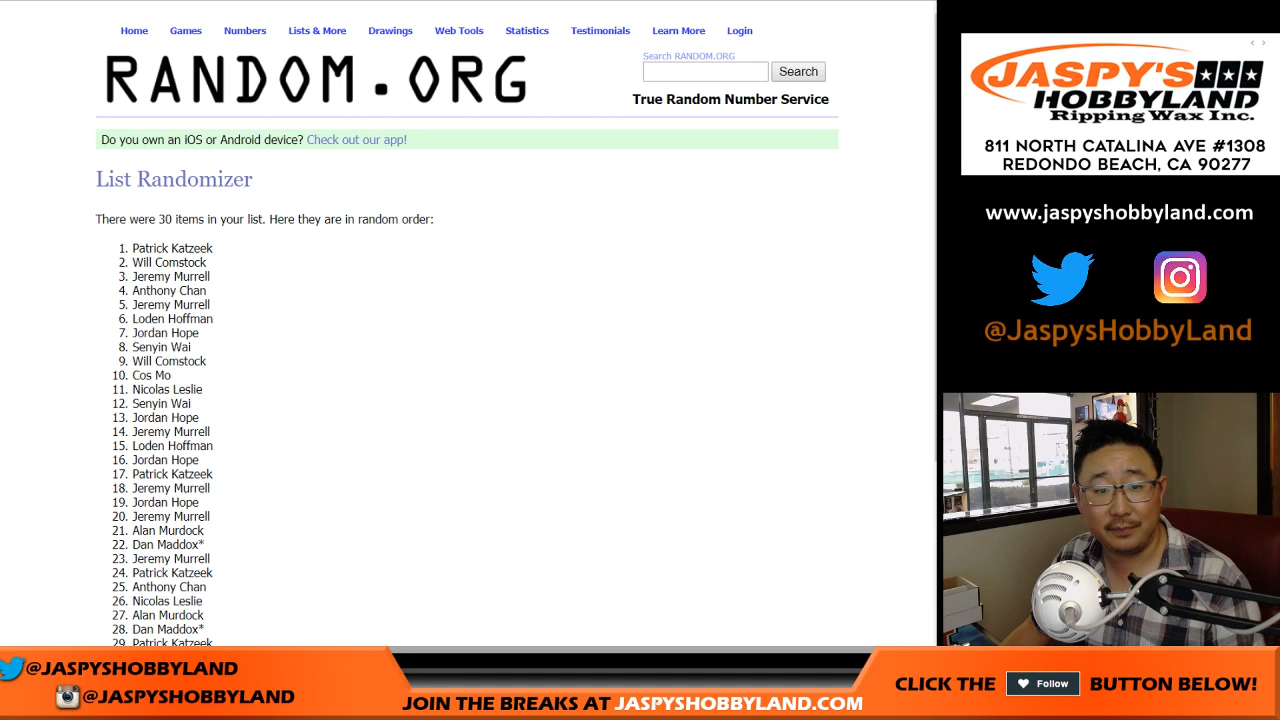 Home Games Numbers Lists & More Drawings Web Tools Statistics Testimonials Learn More Login
RANDOM.ORG
Search RANDOM.ORG
Search
True Random Number Service
Do you own an iOS or Android device? Check out our app!
List Randomizer
There were 30 items in your list. Here they are in random order:
1. Patrick Katzeek
2. Will Comstock
3. Jeremy Murrell
4. Anthony Chan
5. Jeremy Murrell
6. Loden Hoffman
7. Jordan Hope
8. Senyin Wai
9. Will Comstock
10. Cos Mo
11. Nicolas Leslie
12. Senyin Wai
13. Jordan Hope
14. Jeremy Murrell
15. Loden Hoffman
16. Jordan Hope
17. Patrick Katzeek
18. Jeremy Murrell
19. Jordan Hope
20. Jeremy Murrell
21. Alan Murdock
22. Dan Maddox*
23. Jeremy Murrell
24. Patrick Katzeek
25. Anthony Chan
26. Nicolas Leslie
27. Alan Murdock
28. Dan Maddox*
29. Patrick Katzeek
JASPY'S
HOBBYLAND
Ripping Wax Inc.
811 NORTH CATALINA AVE #1308
REDONDO BEACH, CA 90277
www.jaspyshobbyland.com
@JaspysHobbyLand
@JASPYSHOBBYLAND
@JASPYSHOBBYLAND
JOIN THE BREAKS AT JASPYSHOBBYLAND.COM
CLICK THE Follow BUTTON BELOW!